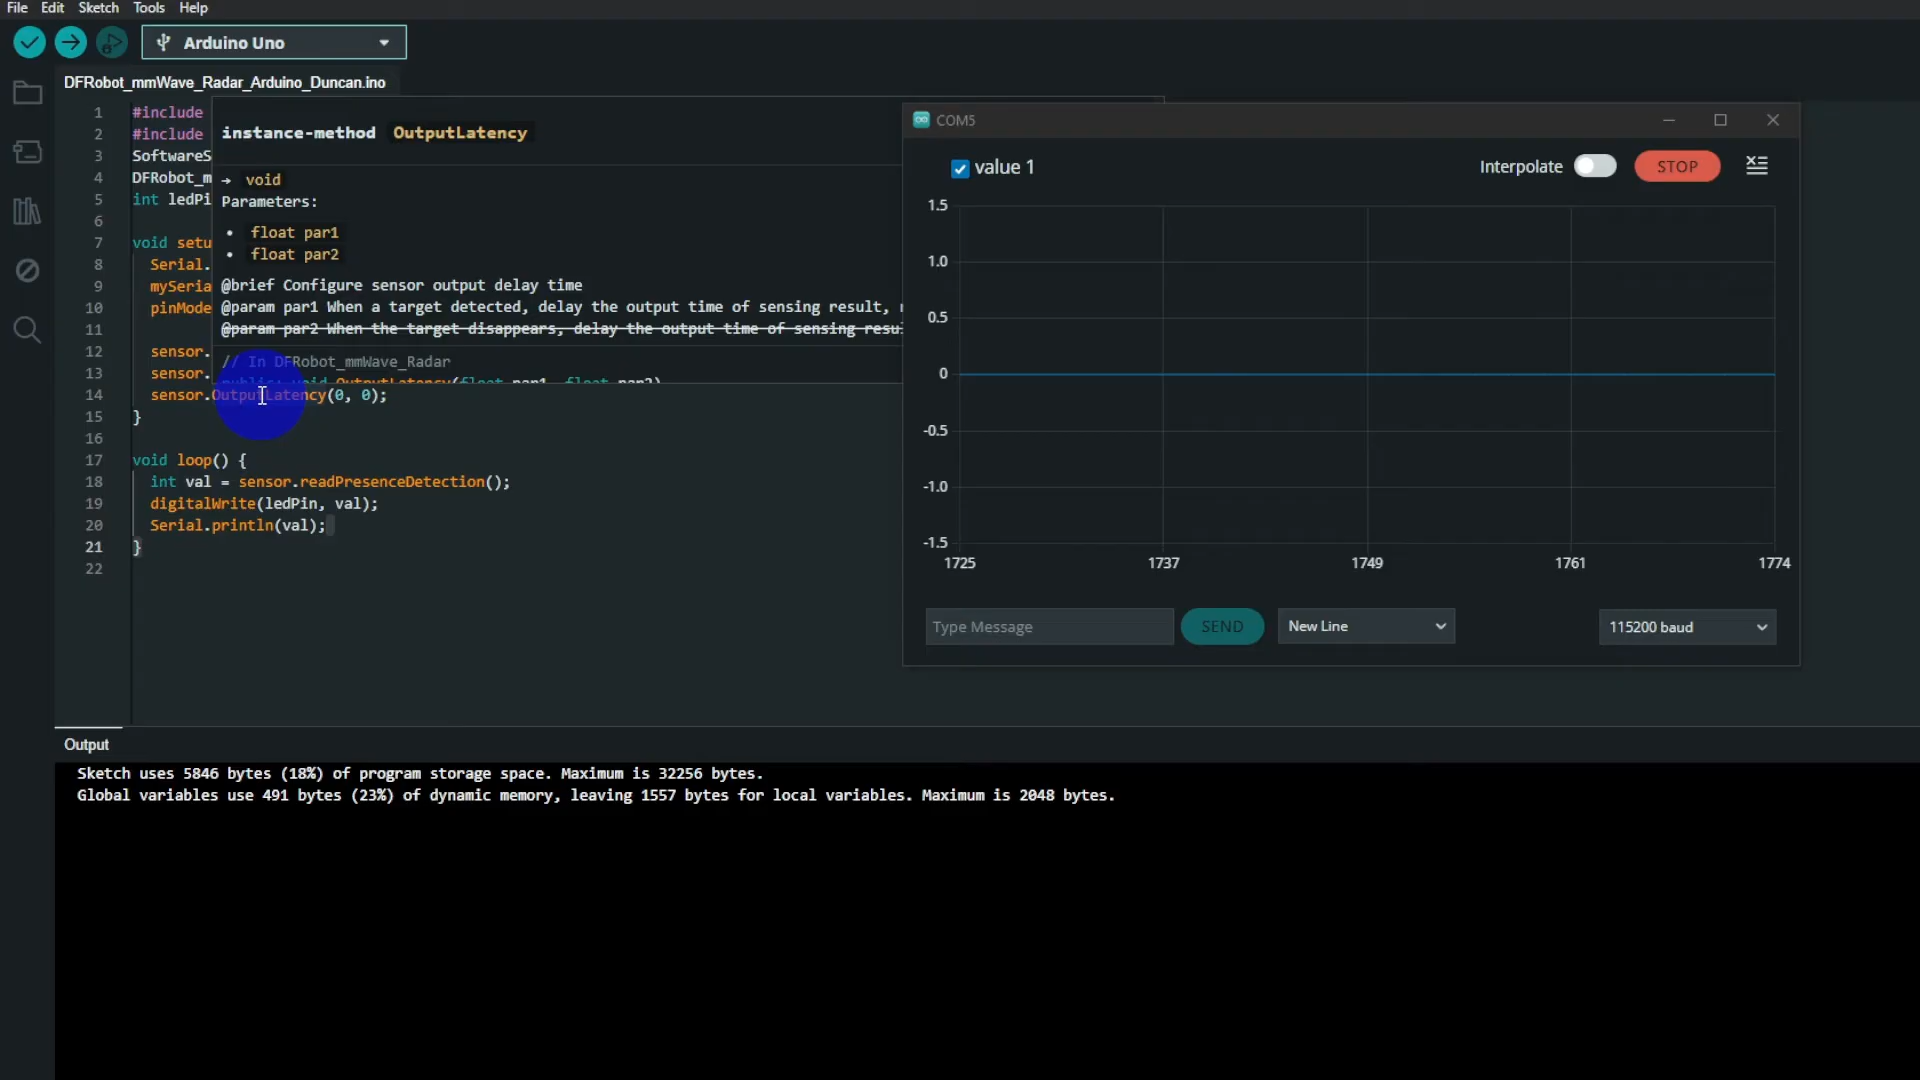 File Edit Sketch Tools Help
Arduino Uno
DFRobot_mmWave_Radar_Arduino_Duncan.ino
1 #include
2 #include
3 SoftwareS
4 DFRobot_m
5 int ledPi
6
7 void setu
8 Serial.
9 mySeria
10 pinMode
11
12 sensor.
13 sensor.
14 sensor.OutputLatency(0, 0);
15 }
16
17 void loop() {
18 int val = sensor.readPresenceDetection();
19 digitalWrite(ledPin, val);
20 Serial.println(val);
21 }
22
instance-method OutputLatency
→ void
Parameters:
• float par1
• float par2
@brief Configure sensor output delay time
@param par1 When a target detected, delay the output time of sensing result,
@param par2 When the target disappears, delay the output time of sensing resu
// In DFRobot_mmWave_Radar
public: void OutputLatency(float par1, float par2)
COM5
value 1
Interpolate
STOP
1.5
1.0
0.5
0
-0.5
-1.0
-1.5
1725 1737 1749 1761 1774
Type Message
SEND
New Line
115200 baud
Output
Sketch uses 5846 bytes (18%) of program storage space. Maximum is 32256 bytes.
Global variables use 491 bytes (23%) of dynamic memory, leaving 1557 bytes for local variables. Maximum is 2048 bytes.